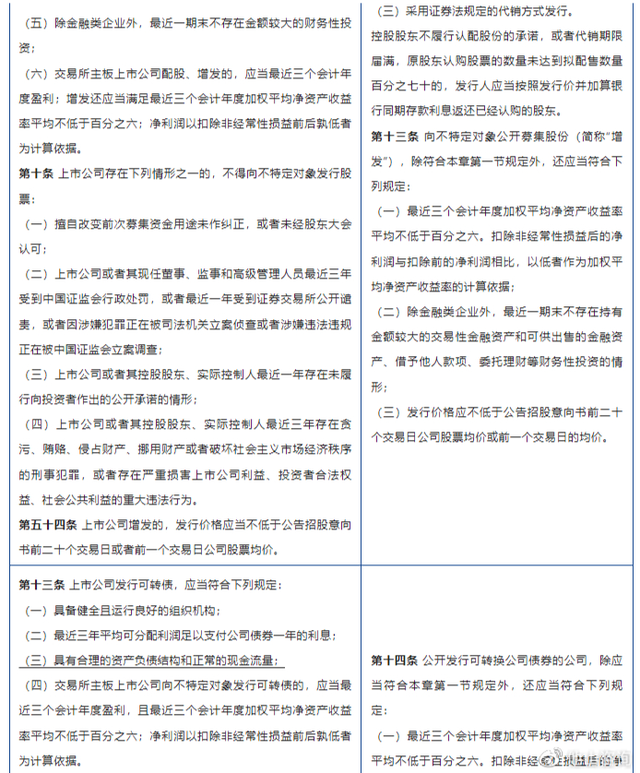 （五）除金融类企业外，最近一期末不存在金额较大的财务性投
资；
（六）交易所主板上市公司配股、增发的，应当最近三个会计年
度盈利；增发还应当满足最近三个会计年度加权平均净资产收益
率平均不低于百分之六；净利润以扣除非经常性损益前后孰低者
为计算依据。
第十条 上市公司存在下列情形之一的，不得向不特定对象发行股
票：
（一）擅自改变前次募集资金用途未作纠正，或者未经股东大会
认可；
（二）上市公司或者其现任董事、监事和高级管理人员最近三年
受到中国证监会行政处罚，或者最近一年受到证券交易所公开谴
责，或者因涉嫌犯罪正在被司法机关立案侦查或者涉嫌违法违规
正在被中国证监会立案调查；
（三）上市公司或者其控股股东、实际控制人最近一年存在未履
行向投资者作出的公开承诺的情形；
（四）上市公司或者其控股股东、实际控制人最近三年存在贪
污、贿赂、侵占财产、挪用财产或者破坏社会主义市场经济秩序
的刑事犯罪，或者存在严重损害上市公司利益、投资者合法权
益、社会公共利益的重大违法行为。
第五十四条 上市公司增发的，发行价格应当不低于公告招股意向
书前二十个交易日或者前一个交易日公司股票均价。
（三）采用证券法规定的代销方式发行。
控股股东不履行认配股份的承诺，或者代销期限
届满，原股东认购股票的数量未达到拟配售数量
百分之七十的，发行人应当按照发行价并加算银
行同期存款利息返还已经认购的股东。
第十三条 向不特定对象公开募集股份（简称“增
发”），除符合本章第一节规定外，还应当符合下
列规定：
（一）最近三个会计年度加权平均净资产收益率
平均不低于百分之六。扣除非经常性损益后的净
利润与扣除前的净利润相比，以低者作为加权平
均净资产收益率的计算依据；
（二）除金融类企业外，最近一期末不存在持有
金额较大的交易性金融资产和可供出售的金融资
产、借予他人款项、委托理财等财务性投资的情
形；
（三）发行价格应不低于公告招股意向书前二十
个交易日公司股票均价或前一个交易日的均价。
第十三条 上市公司发行可转债，应当符合下列规定：
（一）具备健全且运行良好的组织机构；
（二）最近三年平均可分配利润足以支付公司债券一年的利息；
（三）具有合理的资产负债结构和正常的现金流量；
（四）交易所主板上市公司向不特定对象发行可转债的，应当最
近三个会计年度盈利，且最近三个会计年度加权平均净资产收益
率平均不低于百分之六；净利润以扣除非经常性损益前后孰低者
为计算依据。
第十四条 公开发行可转换公司债券的公司，除应
当符合本章第一节规定外，还应当符合下列规
定：
（一）最近三个会计年度加权平均净资产收益率
平均不低于百分之六。扣除非经常性损益后的净